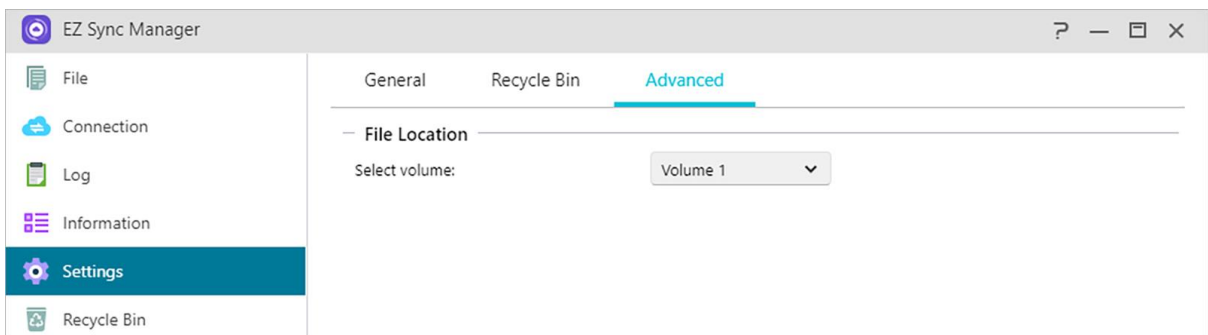 EZ Sync Manager
File
Connection
Log
Information
Settings
Recycle Bin
General Recycle Bin Advanced
File Location
Select volume: Volume 1